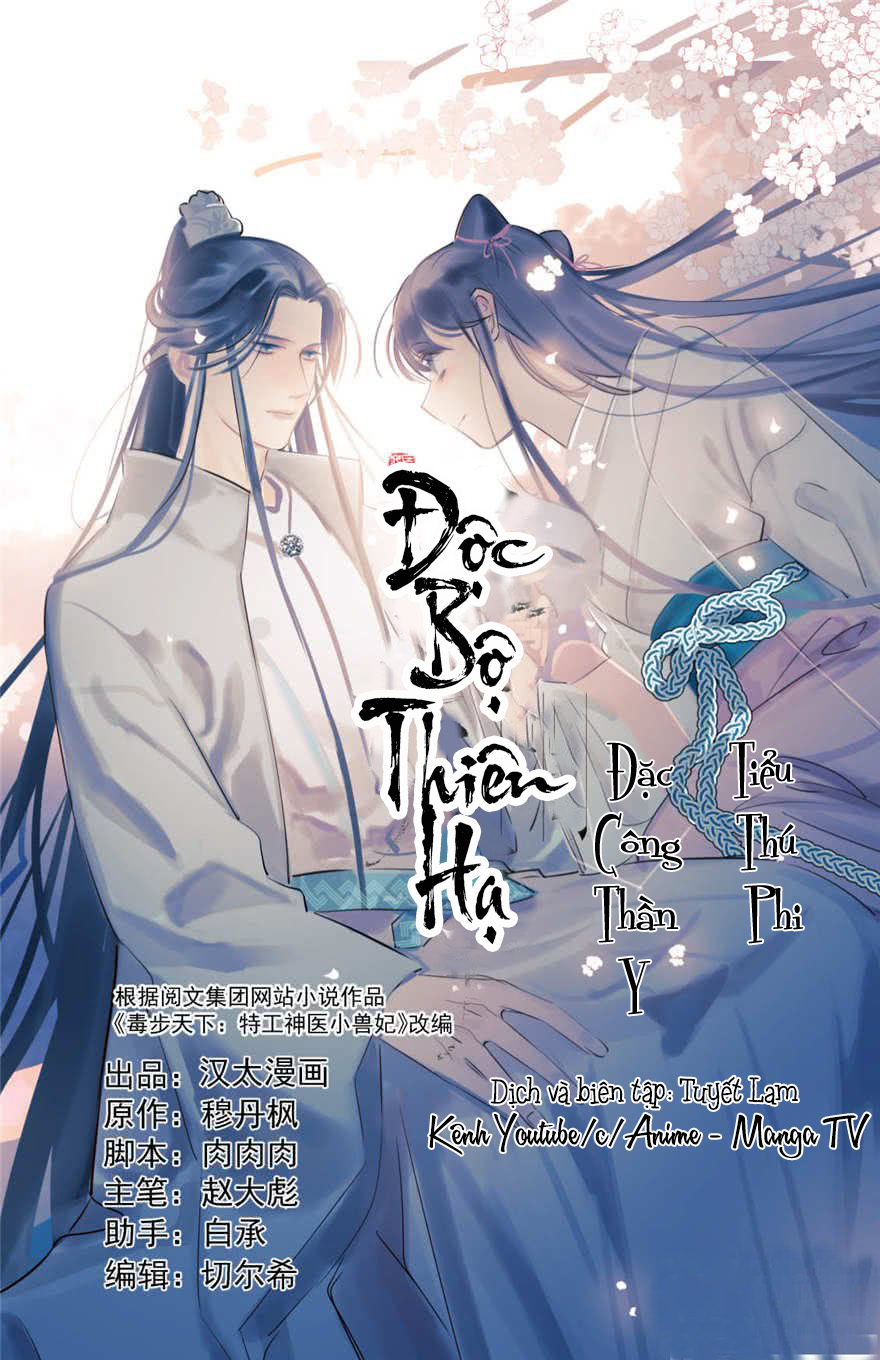 Độc
Bộ
Thiên
Hạ
Đặc
Công
Thần
Y
Tiểu
Thú
Phi
根据阅文集团网站小说作品
《毒步天下：特工神医小兽妃》改编
出品：汉太漫画
原作：穆丹枫
脚本：肉肉肉
主笔：赵大彪
助手：白承
编辑：切尔希
Dịch và biên tập: Tuyết Lam
Kênh Youtube/c/Anime - Manga TV